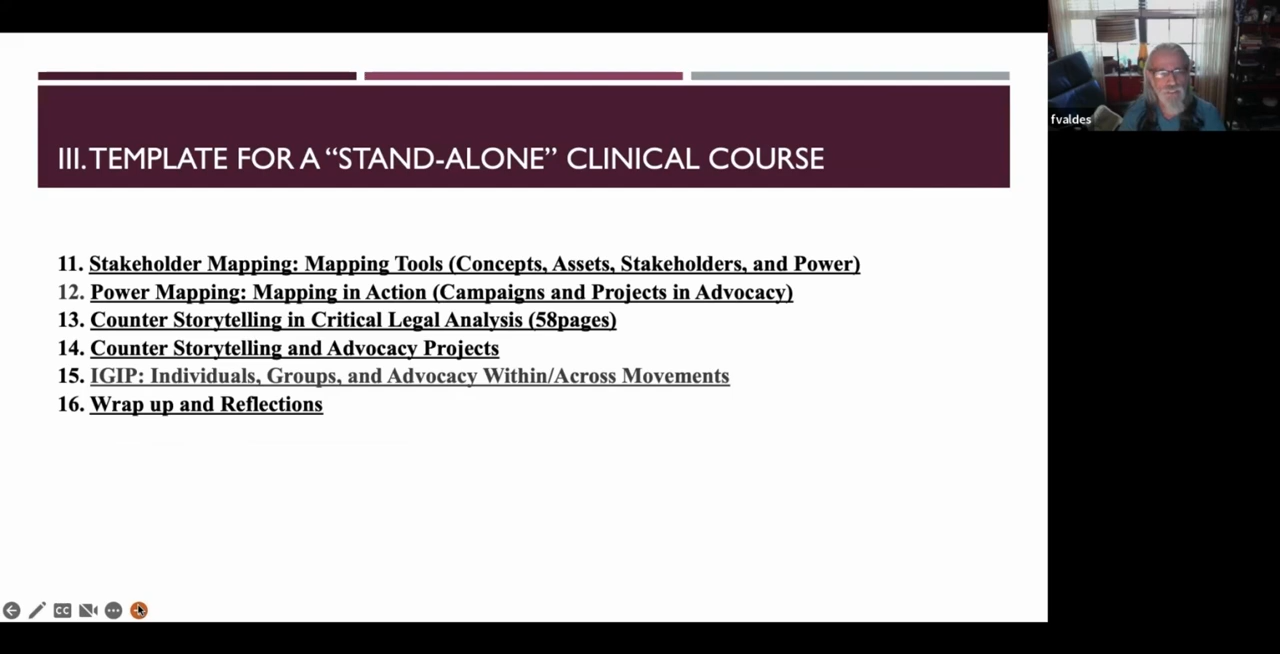 III. TEMPLATE FOR A “STAND-ALONE” CLINICAL COURSE
fvaldes
11. Stakeholder Mapping: Mapping Tools (Concepts, Assets, Stakeholders, and Power)
12. Power Mapping: Mapping in Action (Campaigns and Projects in Advocacy)
13. Counter Storytelling in Critical Legal Analysis (58pages)
14. Counter Storytelling and Advocacy Projects
15. IGIP: Individuals, Groups, and Advocacy Within/Across Movements
16. Wrap up and Reflections
CC